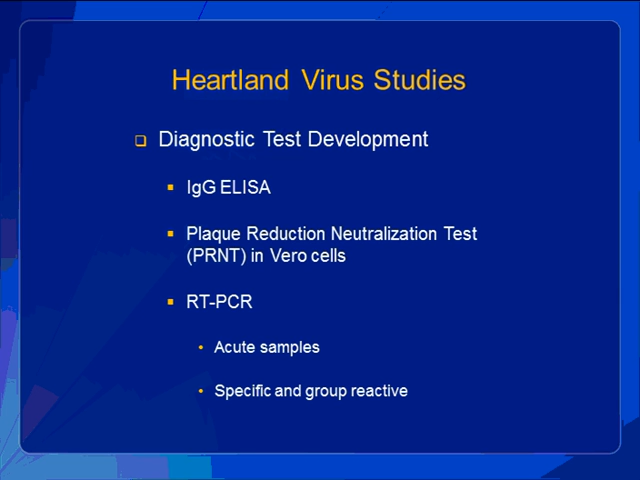 Heartland Virus Studies
Diagnostic Test Development
IgG ELISA
Plaque Reduction Neutralization Test
(PRNT) in Vero cells
RT-PCR
Acute samples
Specific and group reactive